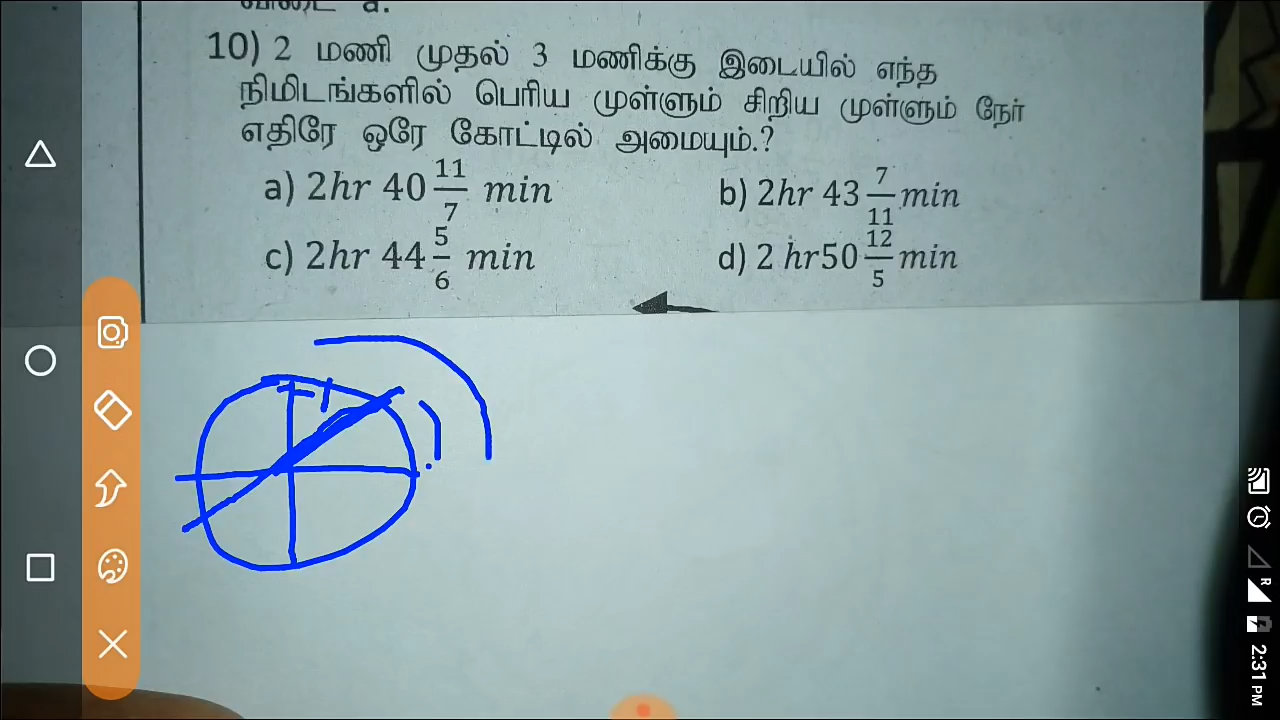 விடை a.
10) 2 மணி முதல் 3 மணிக்கு இடையில் எந்த
நிமிடங்களில் பெரிய முள்ளும் சிறிய முள்ளும் நேர்
எதிரே ஒரே கோட்டில் அமையும்.?
a) 2hr 40 11/7 min b) 2hr 43 7/11 min
c) 2hr 44 5/6 min d) 2 hr50 12/5 min
R
2:31 PM